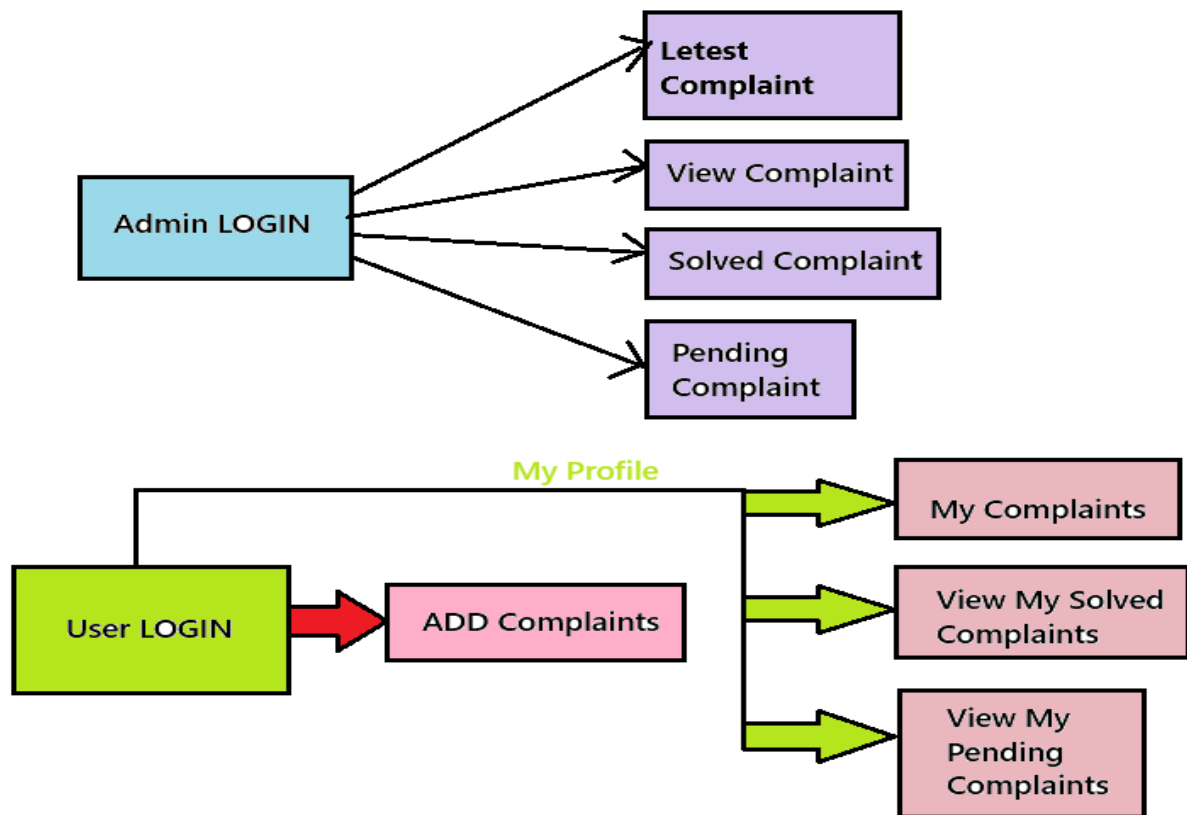 Letest
Complaint
View Complaint
Admin LOGIN
Solved Complaint
Pending
Complaint
My Profile
My Complaints
User LOGIN
ADD Complaints
View My Solved
Complaints
View My
Pending
Complaints